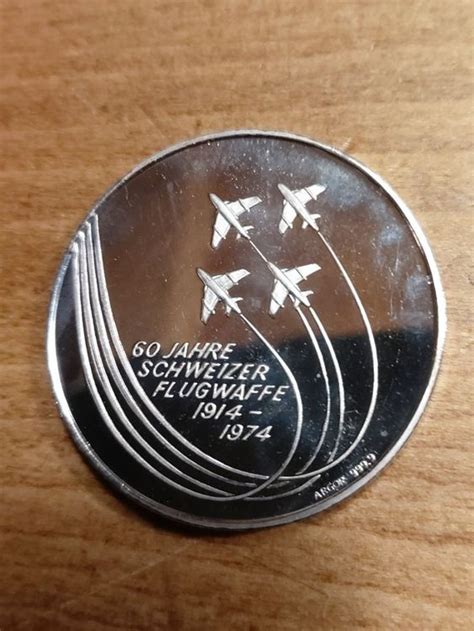 60 JAHRE
SCHWEIZER
FLUGWAFFE
1914 -
1974
ARGOR 999,9